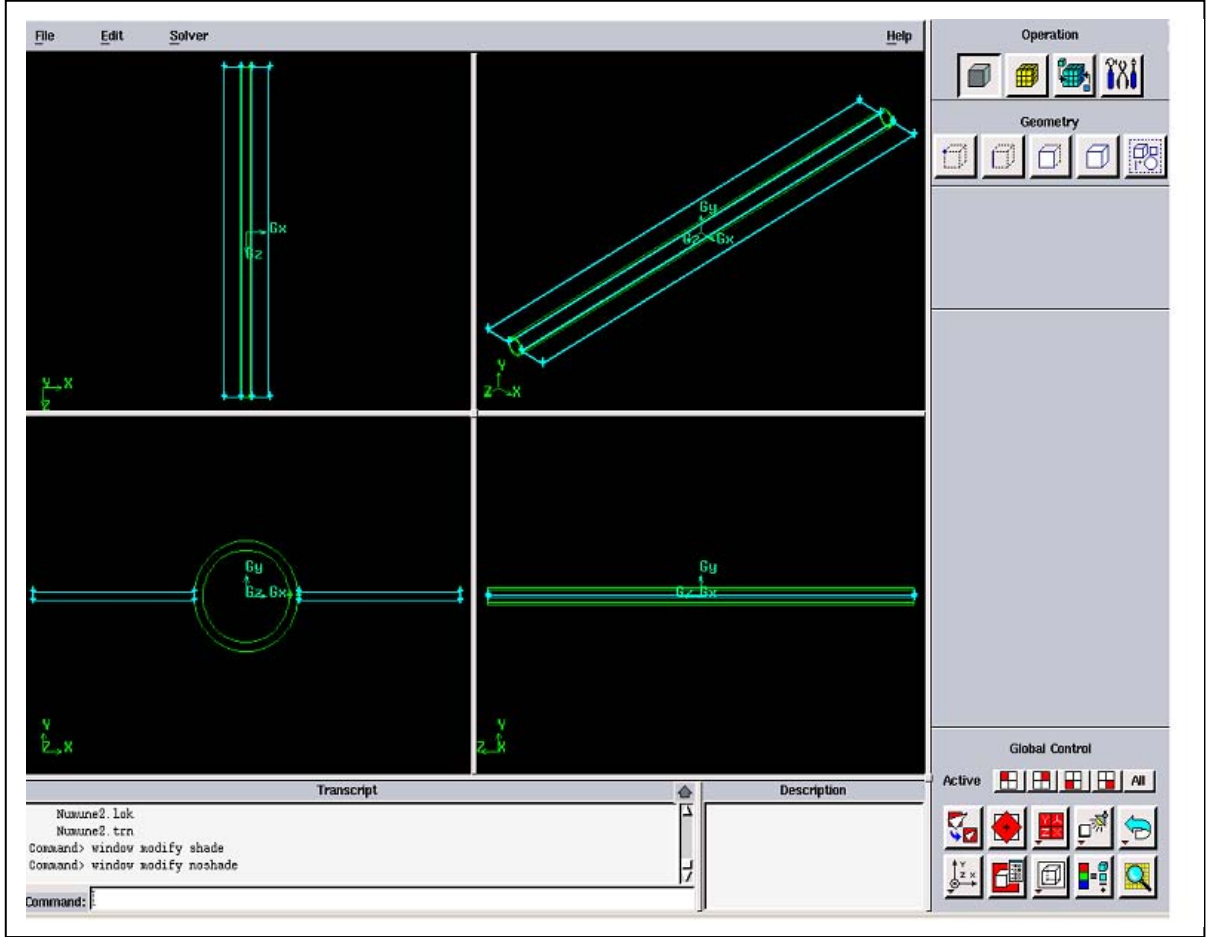 File Edit Solver Help
Operation
Geometry
Gx
Gz
Y X
Z
Gy
Gz Gx
Y
Z X
Gy
Gz Gx
Y
Z X
Gy
Gz Gx
Y
Z X
Transcript
Numune2.lok
Numune2.trn
Command> window modify shade
Command> window modify noshade
Command:
Description
Global Control
Active All
Y
Z X